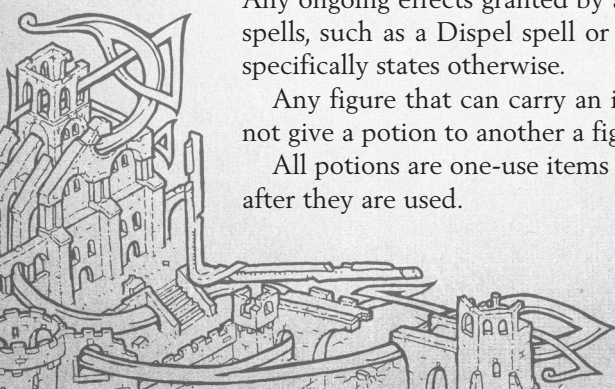 Any ongoing effects granted by a
spells, such as a Dispel spell or
specifically states otherwise.
Any figure that can carry an i
not give a potion to another a fig
All potions are one-use items
after they are used.